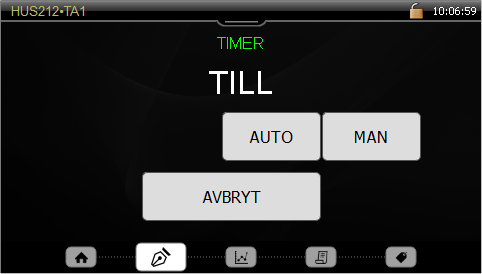 HUS212•TA1 10:06:59
TIMER
TILL
AUTO MAN
AVBRYT